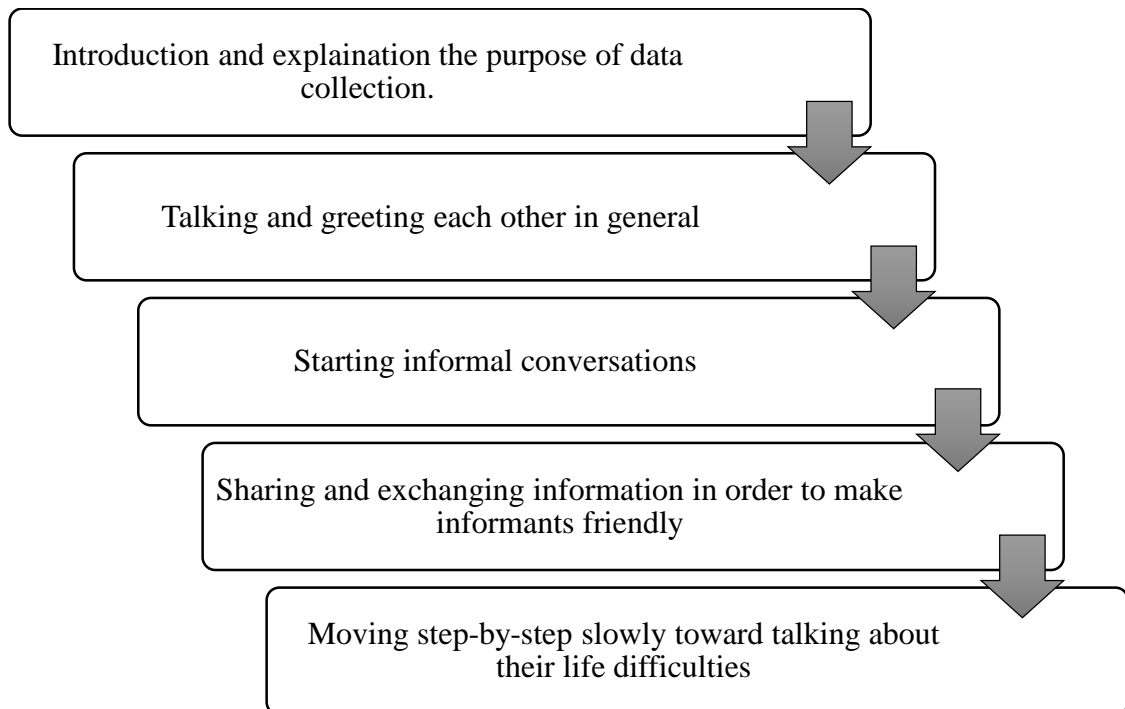 Introduction and explaination the purpose of data
collection.
Talking and greeting each other in general
Starting informal conversations
Sharing and exchanging information in order to make
informants friendly
Moving step-by-step slowly toward talking about
their life difficulties